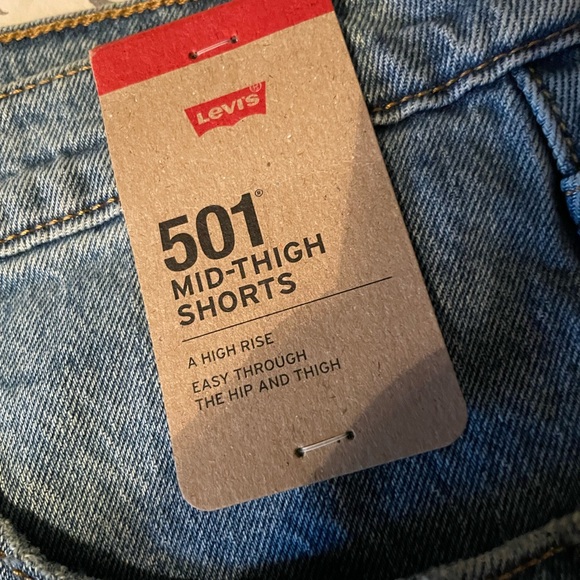 Levi's®
501®
MID-THIGH
SHORTS
A HIGH RISE
EASY THROUGH
THE HIP AND THIGH